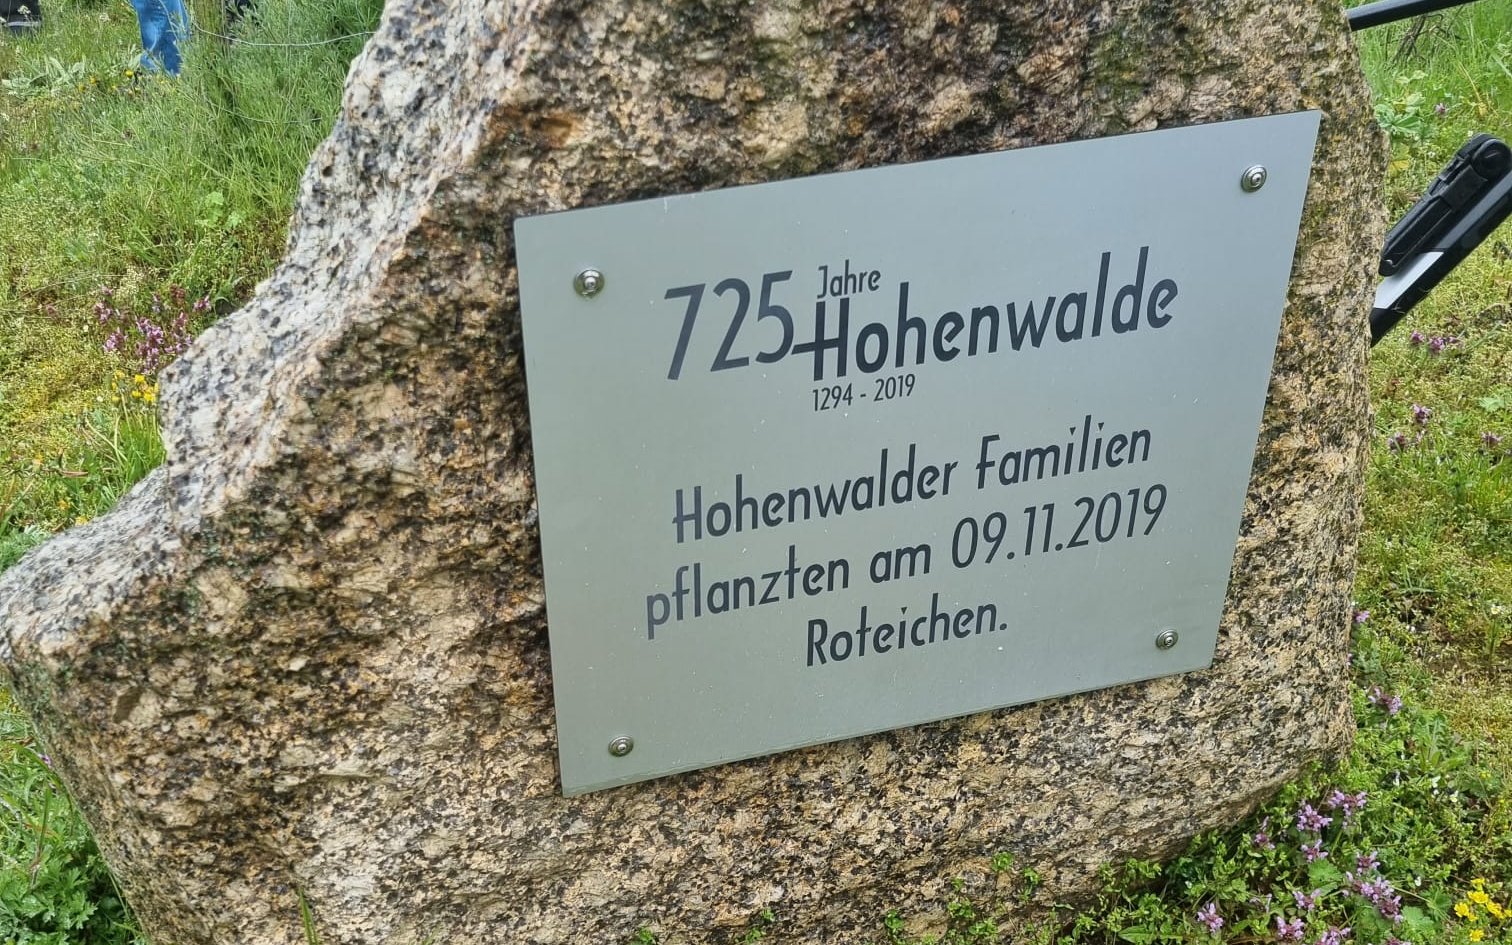 725 Jahre
Hohenwalde
1294 - 2019
Hohenwalder Familien
pflanzten am 09.11.2019
Roteichen.